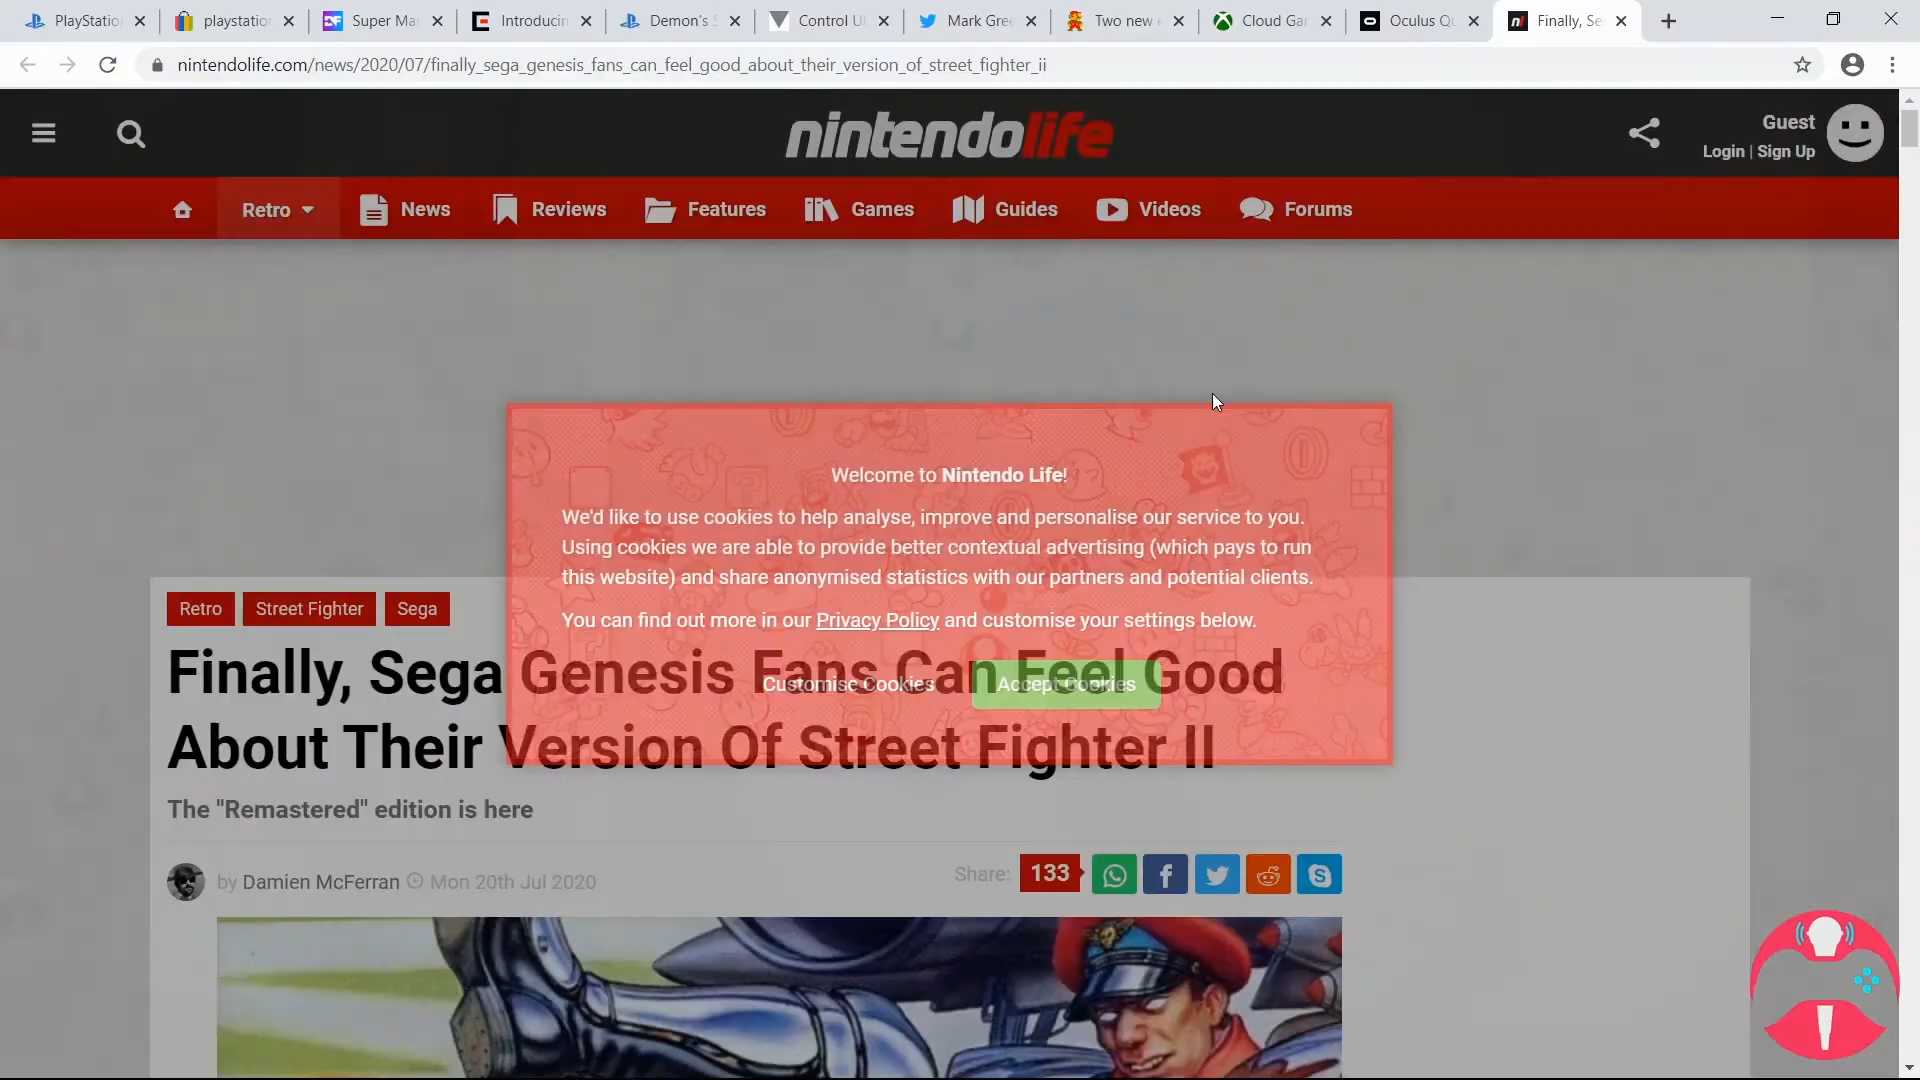 PlayStation
playstation
Super Ma
Introducin
Demon's S
Control U
Mark Gre
Two new e
Cloud Ga
Oculus Q
Finally, Se
nintendolife.com/news/2020/07/finally_sega_genesis_fans_can_feel_good_about_their_version_of_street_fighter_ii
nintendolife
Guest
Login | Sign Up
Retro
News
Reviews
Features
Games
Guides
Videos
Forums
Welcome to Nintendo Life!
We'd like to use cookies to help analyse, improve and personalise our service to you.
Using cookies we are able to provide better contextual advertising (which pays to run
this website) and share anonymised statistics with our partners and potential clients.
You can find out more in our Privacy Policy and customise your settings below.
Customise Cookies
Accept Cookies
Retro
Street Fighter
Sega
Finally, Sega Genesis Fans Can Feel Good
About Their Version Of Street Fighter II
The "Remastered" edition is here
by Damien McFerran Mon 20th Jul 2020
Share: 133